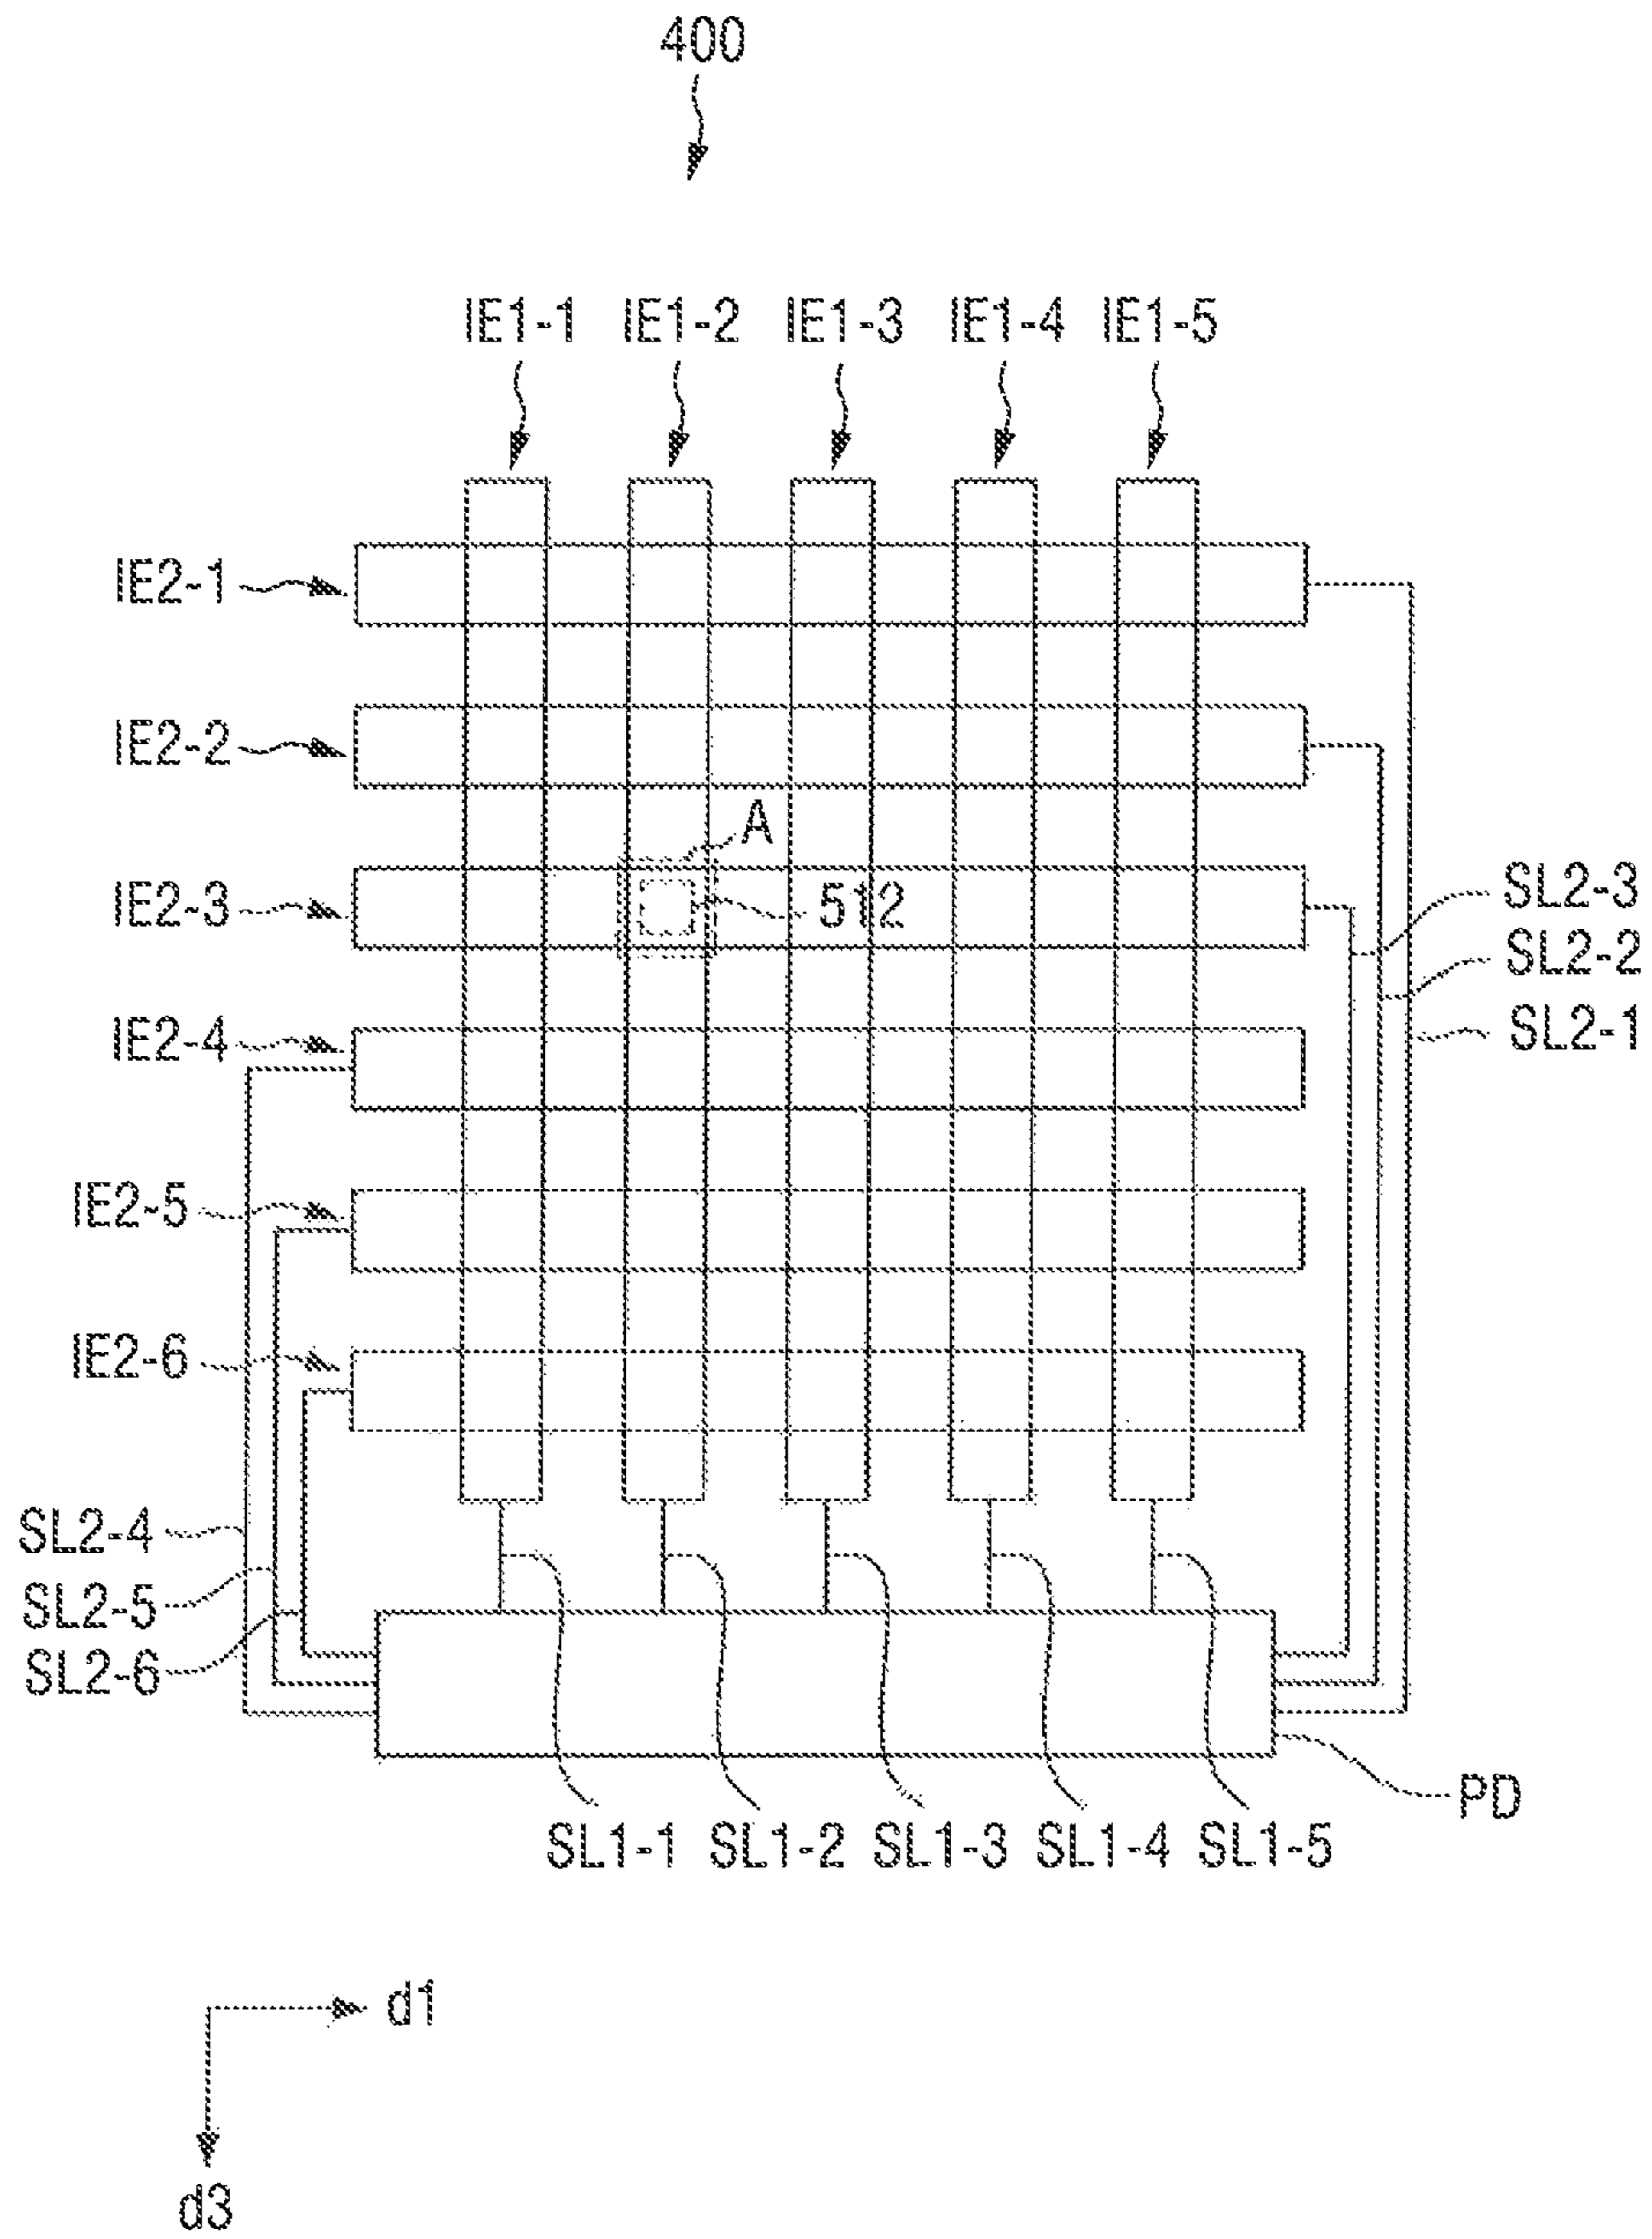 400
IE1-1 IE1-2 IE1-3 IE1-4 IE1-5
IE2-1
IE2-2
A
IE2-3
512
SL2-3
SL2-2
IE2-4
SL2-1
IE2-5
IE2-6
SL2-4
SL2-5
SL2-6
PD
SL1-1 SL1-2 SL1-3 SL1-4 SL1-5
d1
d3